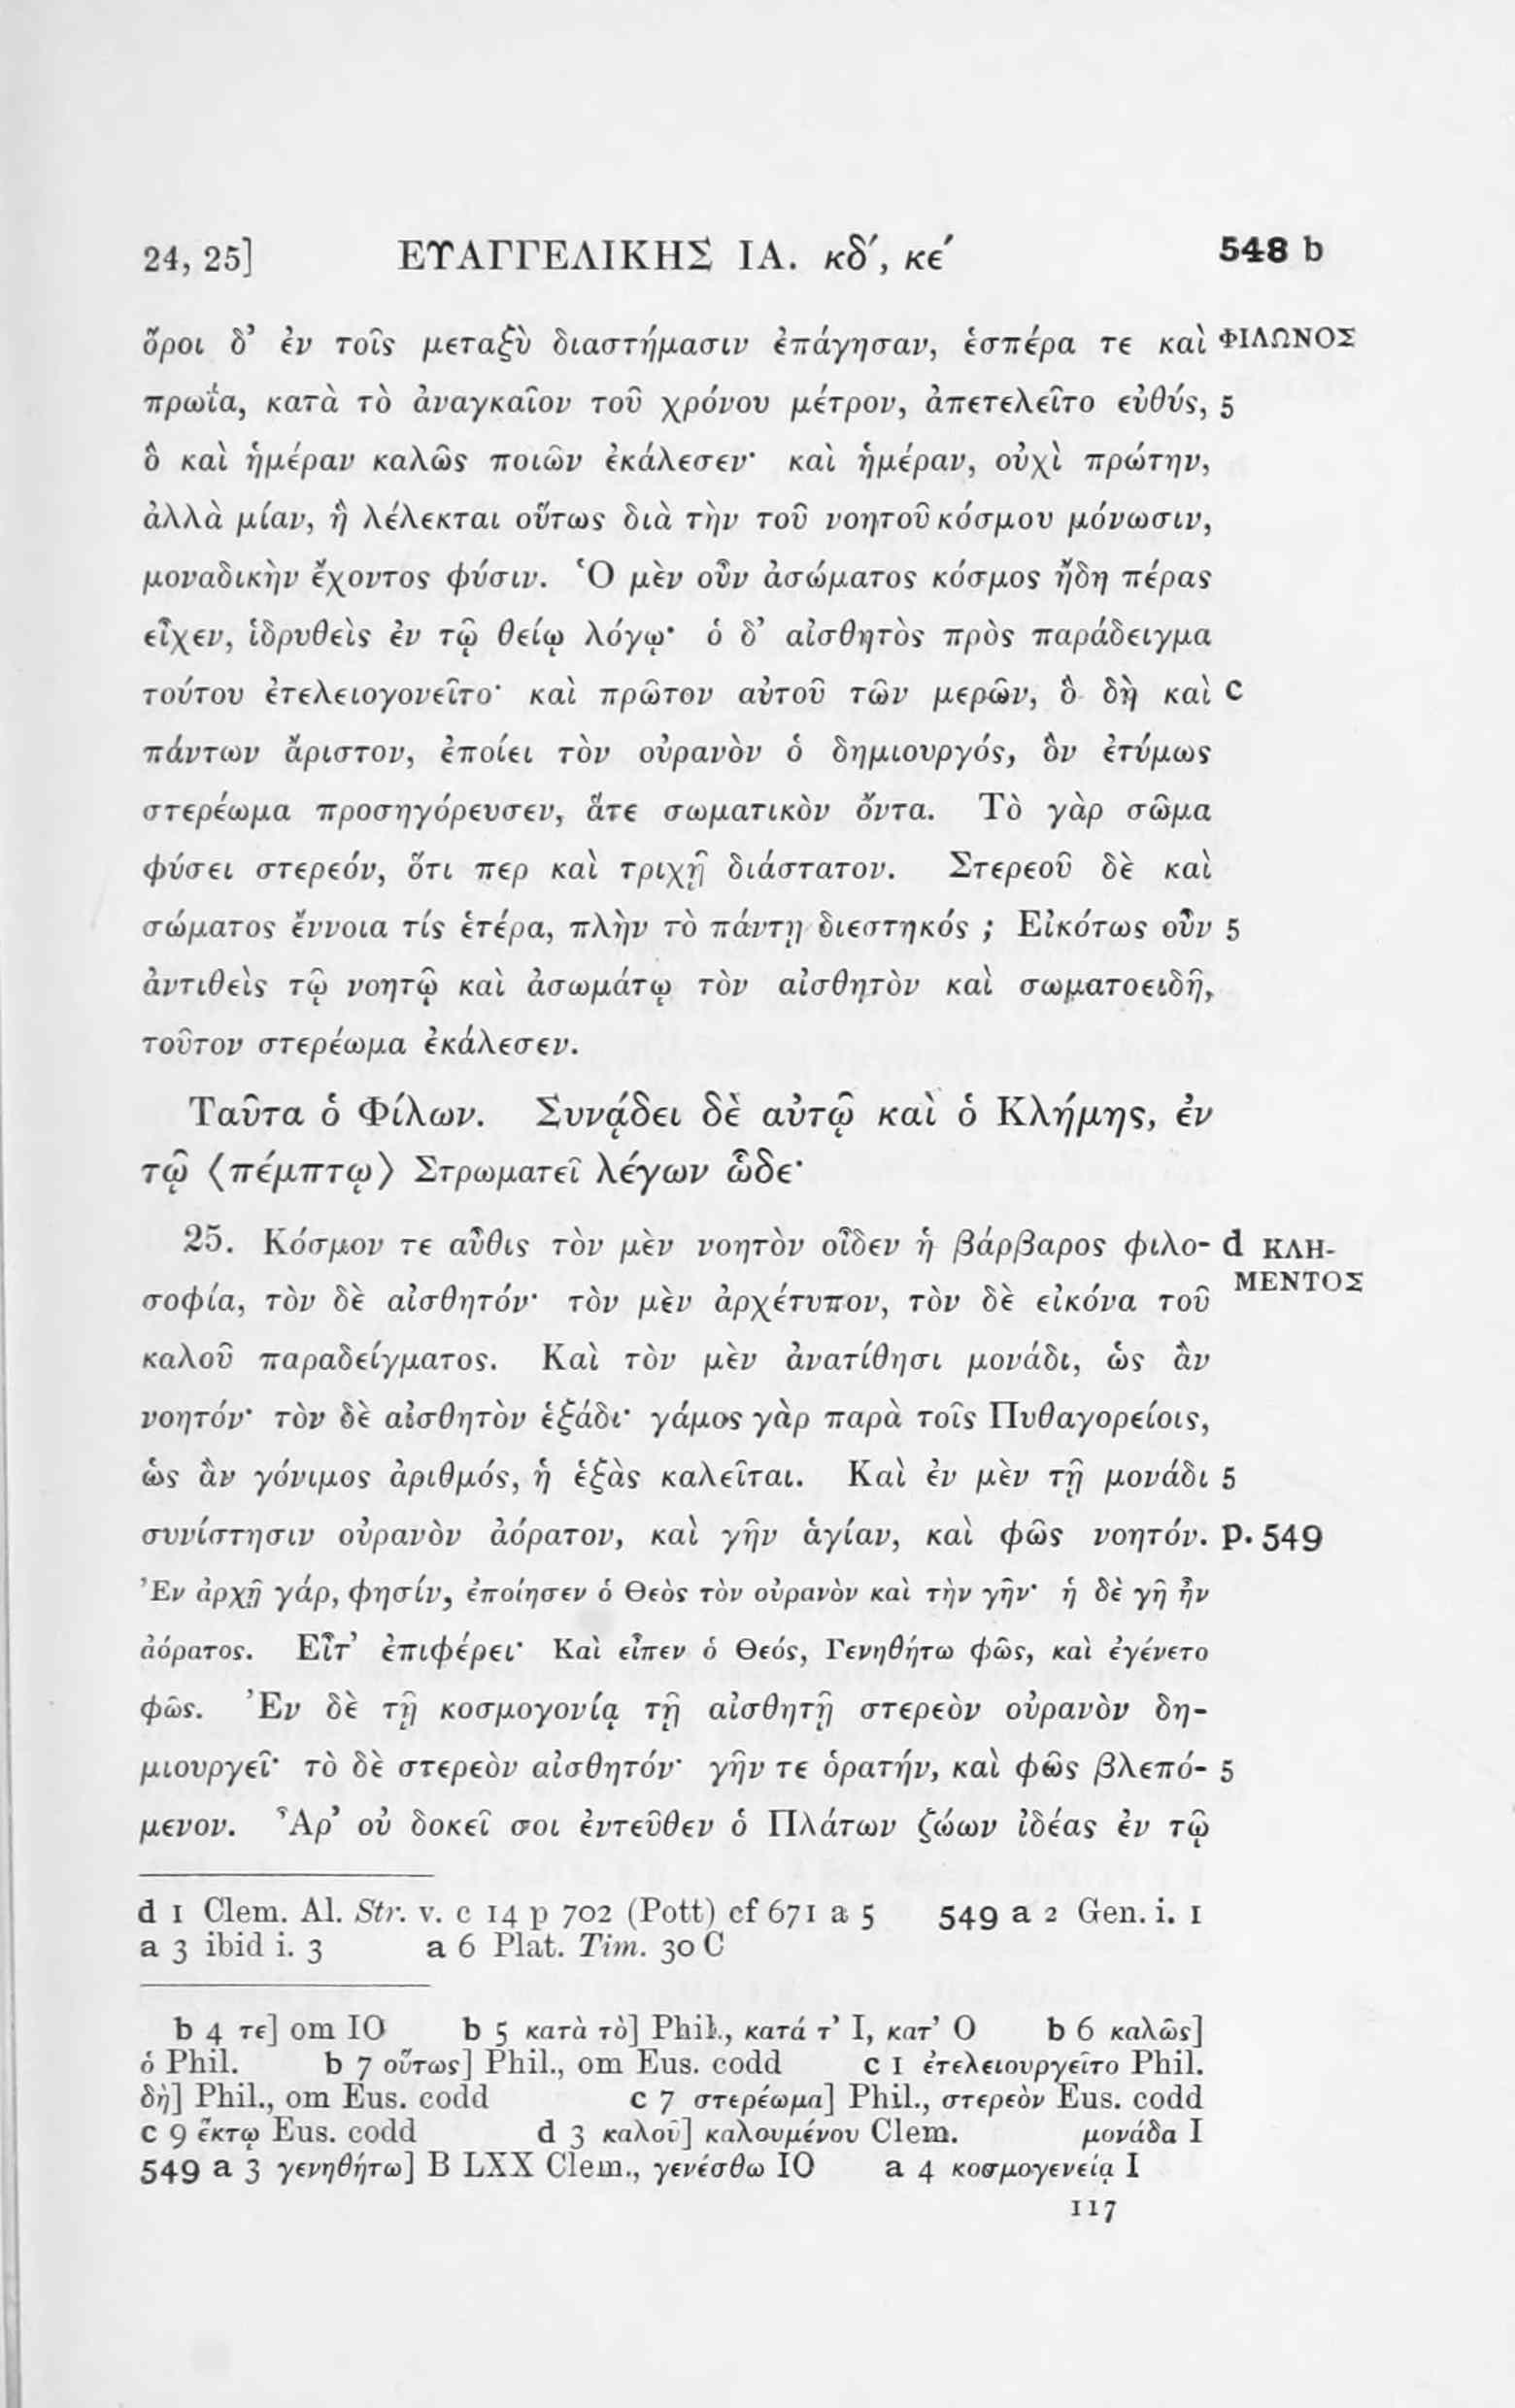 24, 25] ΕΥΑΓΓΕΛΙΚΗΣ ΙΑ. κδ´, κε´ 548 b
ὅροι δ’ ἐν τοῖς μεταξὺ διαστήμασιν ἐπάγησαν, ἑσπέρα τε καὶ ΦΙΛΩΝΟΣ
πρωΐα, κατὰ τὸ ἀναγκαῖον τοῦ χρόνου μέτρον, ἀπετελεῖτο εὐθύς, 5
ὃ καὶ ἡμέραν καλῶς ποιῶν ἐκάλεσεν· καὶ ἡμέραν, οὐχὶ πρώτην,
ἀλλὰ μίαν, ἣ λέλεκται οὕτως διὰ τὴν τοῦ νοητοῦ κόσμου μόνωσιν,
μοναδικὴν ἔχοντος φύσιν. Ὁ μὲν οὖν ἀσώματος κόσμος ἤδη πέρας
εἶχεν, ἱδρυθεὶς ἐν τῷ θείῳ λόγῳ· ὁ δ’ αἰσθητὸς πρὸς παράδειγμα
τούτου ἐτελειογονεῖτο· καὶ πρῶτον αὐτοῦ τῶν μερῶν, ὃ δὴ καὶ c
πάντων ἄριστον, ἐποίει τὸν οὐρανὸν ὁ δημιουργός, ὃν ἐτύμως
στερέωμα προσηγόρευσεν, ἅτε σωματικὸν ὄντα. Τὸ γὰρ σῶμα
φύσει στερεόν, ὅτι περ καὶ τριχῇ διάστατον. Στερεοῦ δὲ καὶ
σώματος ἔννοια τίς ἑτέρα, πλὴν τὸ πάντῃ διεστηκός ; Εἰκότως οὖν 5
ἀντιθεὶς τῷ νοητῷ καὶ ἀσωμάτῳ τὸν αἰσθητὸν καὶ σωματοειδῆ,
τοῦτον στερέωμα ἐκάλεσεν.
Ταῦτα ὁ Φίλων. Συνᾴδει δὲ αὐτῷ καὶ ὁ Κλήμης, ἐν
τῷ ⟨πέμπτῳ⟩ Στρωματεῖ λέγων ὧδε·
25. Κόσμον τε αὖθις τὸν μὲν νοητὸν οἶδεν ἡ βάρβαρος φιλο- d ΚΛΗ-
σοφία, τὸν δὲ αἰσθητόν· τὸν μὲν ἀρχέτυπον, τὸν δὲ εἰκόνα τοῦ ΜΕΝΤΟΣ
καλοῦ παραδείγματος. Καὶ τὸν μὲν ἀνατίθησι μονάδι, ὡς ἂν
νοητόν· τὸν δὲ αἰσθητὸν ἑξάδι· γάμος γὰρ παρὰ τοῖς Πυθαγορείοις,
ὡς ἂν γόνιμος ἀριθμός, ἡ ἑξὰς καλεῖται. Καὶ ἐν μὲν τῇ μονάδι 5
συνίστησιν οὐρανὸν ἀόρατον, καὶ γῆν ἁγίαν, καὶ φῶς νοητόν. p. 549
Ἐν ἀρχῇ γάρ, φησίν, ἐποίησεν ὁ Θεὸς τὸν οὐρανὸν καὶ τὴν γῆν· ἡ δὲ γῆ ἦν
ἀόρατος. Εἶτ’ ἐπιφέρει· Καὶ εἶπεν ὁ Θεός, Γενηθήτω φῶς, καὶ ἐγένετο
φῶς. Ἐν δὲ τῇ κοσμογονίᾳ τῇ αἰσθητῇ στερεὸν οὐρανὸν δη-
μιουργεῖ· τὸ δὲ στερεὸν αἰσθητόν· γῆν τε ὁρατήν, καὶ φῶς βλεπό- 5
μενον. Ἆρ’ οὐ δοκεῖ σοι ἐντεῦθεν ὁ Πλάτων ζώων ἰδέας ἐν τῷ
d 1 Clem. Al. Str. v. c 14 p 702 (Pott) cf 671 a 5 549 a 2 Gen. i. 1
a 3 ibid i. 3 a 6 Plat. Tim. 30 C
b 4 τε] om IO b 5 κατὰ τὸ] Phil., κατά τ’ I, κατ’ O b 6 καλῶς]
ὁ Phil. b 7 οὕτως] Phil., om Eus. codd c 1 ἐτελειουργεῖτο Phil.
δὴ] Phil., om Eus. codd c 7 στερέωμα] Phil., στερεὸν Eus. codd
c 9 ἕκτῳ Eus. codd d 3 καλοῦ] καλουμένου Clem. μονάδα I
549 a 3 γενηθήτω] B LXX Clem., γενέσθω IO a 4 κοσμογενείᾳ I
117